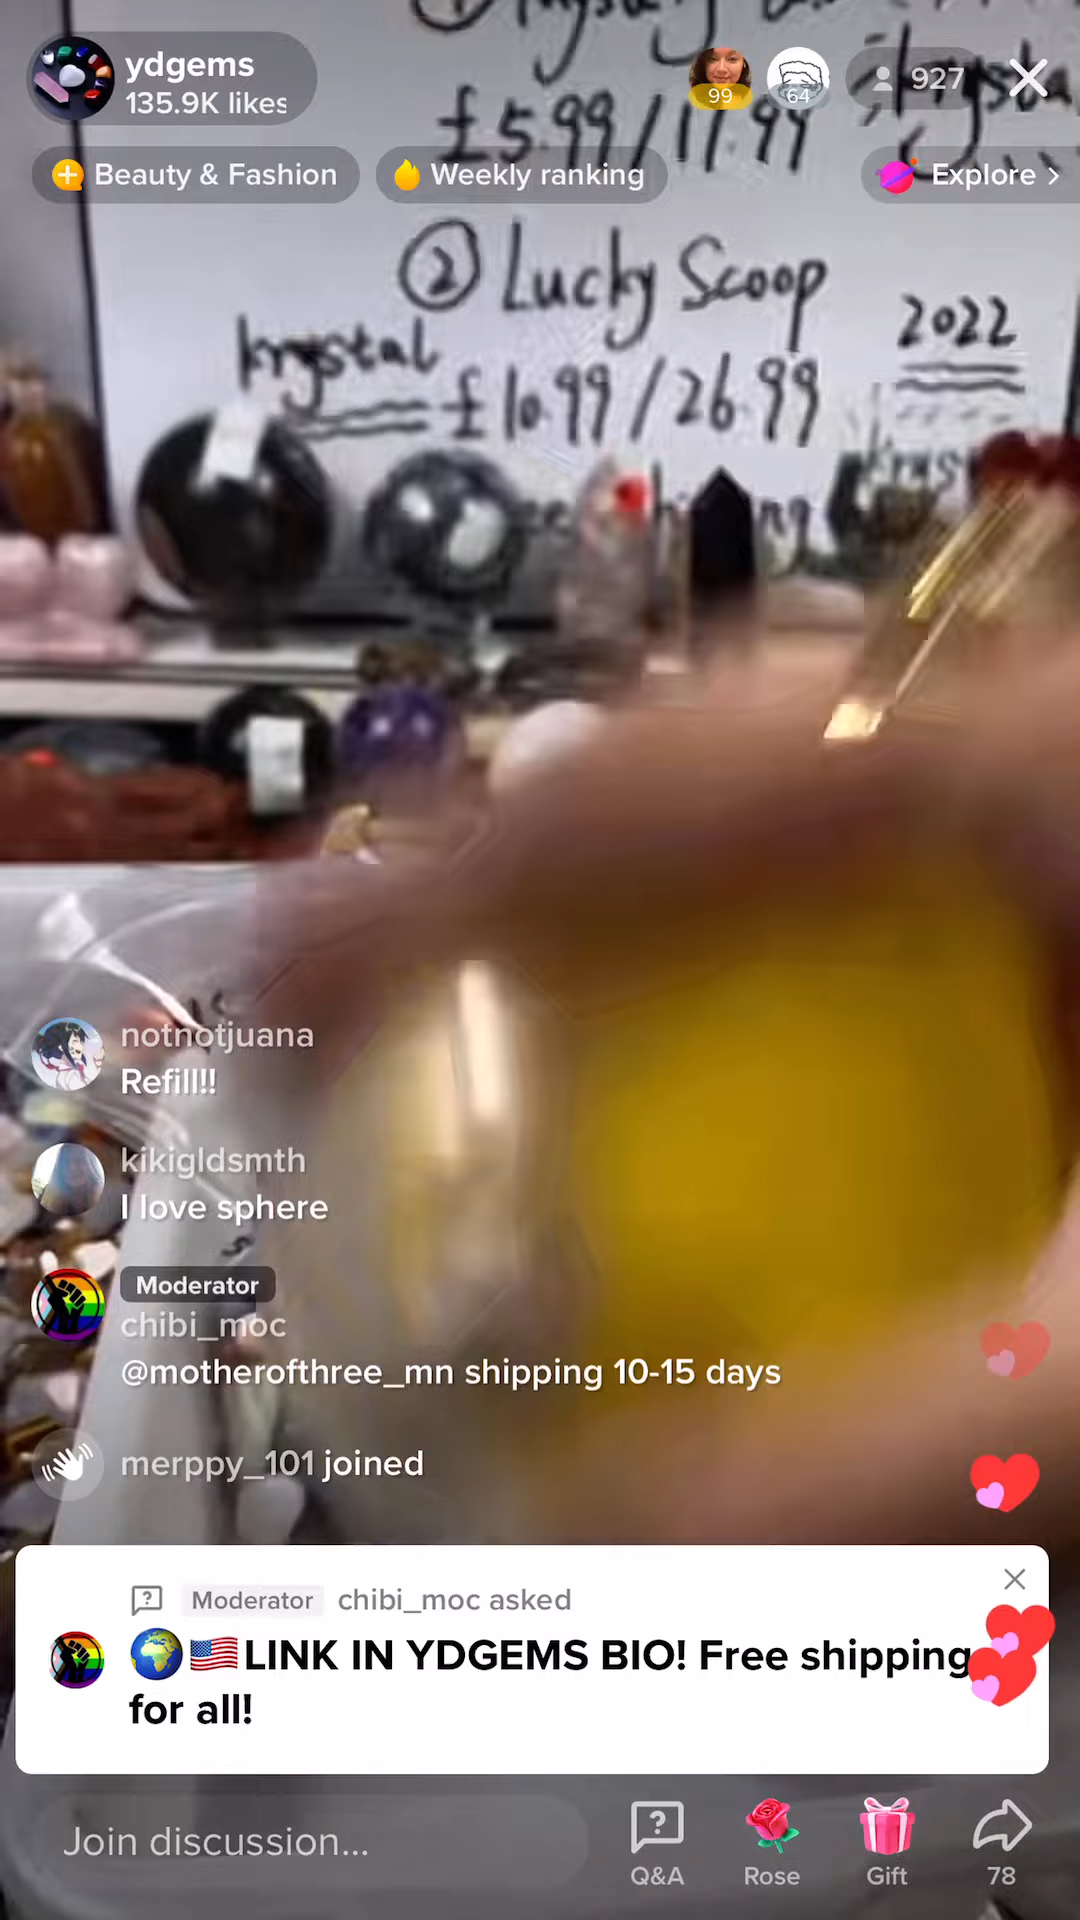 ydgems
135.9K likes
99
64
927
£5.99/11.99
Beauty & Fashion
Weekly ranking
Explore >
② Lucky Scoop
2022
krystal
£10.99/26.99
notnotjuana
Refill!!
kikigldsmth
I love sphere
Moderator
chibi_moc
@motherofthree_mn shipping 10-15 days
merppy_101 joined
Moderator chibi_moc asked
🌍🇺🇸LINK IN YDGEMS BIO! Free shipping
for all!
Join discussion...
Q&A
Rose
Gift
78